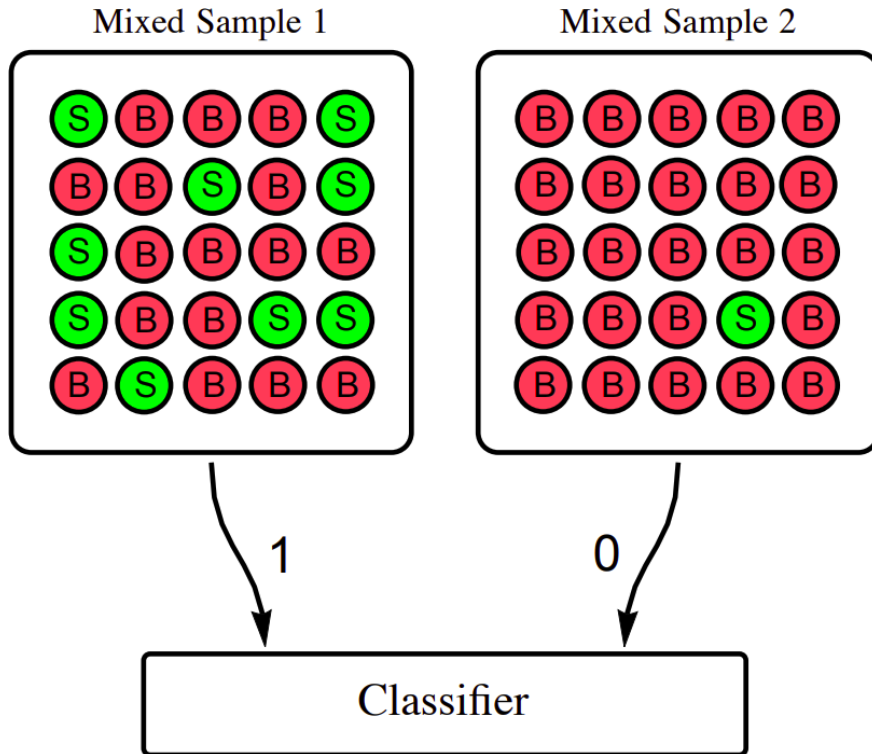 Mixed Sample 1
S B B B S
B B S B S
S B B B B
S B B S S
B S B B B
Mixed Sample 2
B B B B B
B B B B B
B B B B B
B B B S B
B B B B B
1
0
Classifier